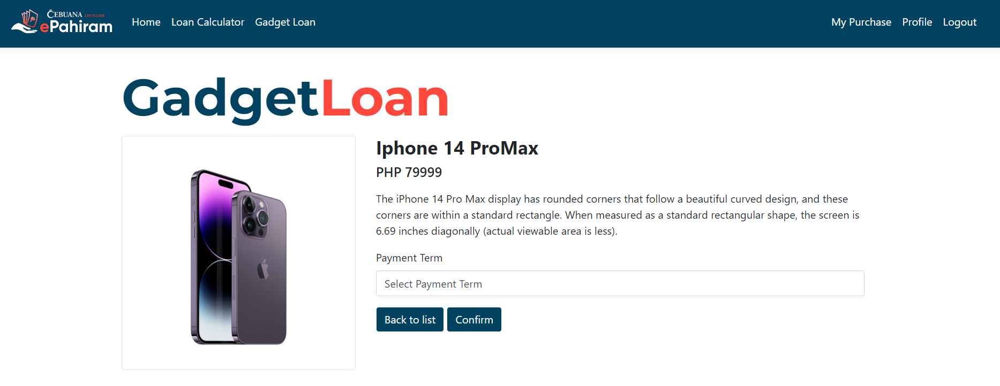 ĈEBUANA LHUILLIER
ePahiram
Home Loan Calculator Gadget Loan
My Purchase Profile Logout
GadgetLoan
Iphone 14 ProMax
PHP 79999
The iPhone 14 Pro Max display has rounded corners that follow a beautiful curved design, and these
corners are within a standard rectangle. When measured as a standard rectangular shape, the screen is
6.69 inches diagonally (actual viewable area is less).
Payment Term
Select Payment Term
Back to list Confirm